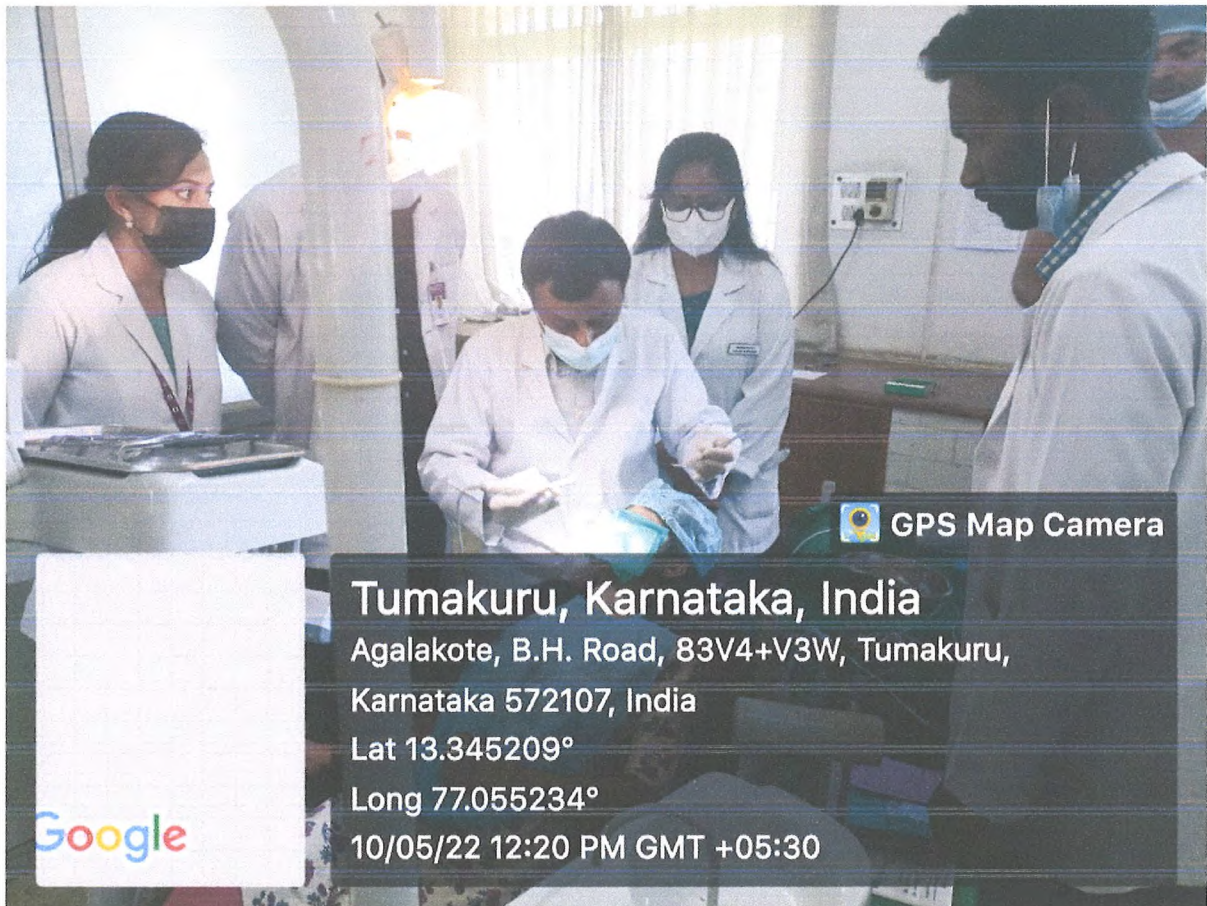 GPS Map Camera
Tumakuru, Karnataka, India
Agalakote, B.H. Road, 83V4+V3W, Tumakuru,
Karnataka 572107, India
Lat 13.345209°
Long 77.055234°
10/05/22 12:20 PM GMT +05:30
Google